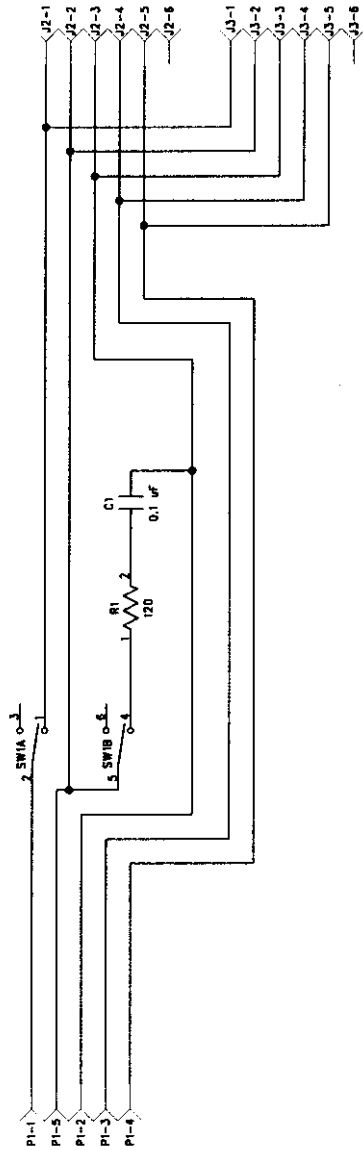 J2-1
J2-2
J2-3
J2-4
J2-5
J2-6
J3-1
J3-2
J3-3
J3-4
J3-5
J3-6
C1
0.1 uF
2
R1
120
1
3
SW1A
1
2
6
SW1B
4
5
P1-1
P1-5
P1-2
P1-3
P1-4